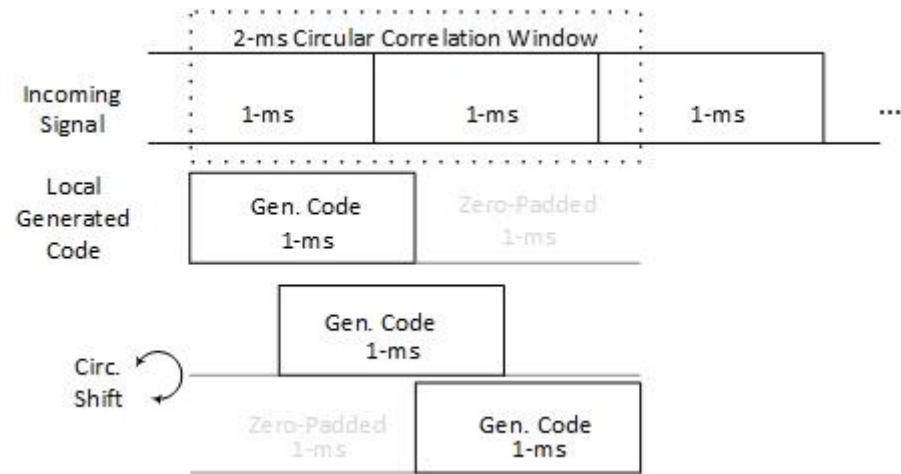 2-ms Circular Correlation Window
Incoming
Signal
1-ms
1-ms
1-ms
...
Local
Generated
Code
Gen. Code
1-ms
Zero-Padded
1-ms
Gen. Code
1-ms
Circ.
Shift
Zero-Padded
1-ms
Gen. Code
1-ms